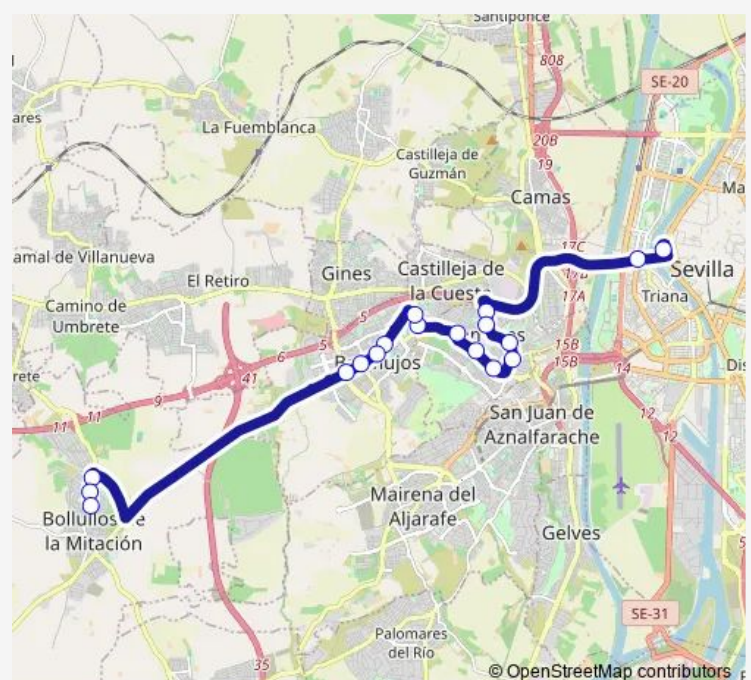 Santiponce
808
SE-20
ares
La Fuemblanca
20B
19
Castilleja de
Guzmán
Camas
Ma
17C
amal de Villanueva
El Retiro
Gines
Castilleja de
la Cuesta
17B
17A
Sevilla
Triana
Camino de
Umbrete
5
6
5
15B
15B
14
Dis
rete
41
9
11
11
12
12
San Juan de
Aznalfarache
Mairena del
Aljarafe
Bollullos de
la Mitación
Gelves
5
SE-31
35
Palomares
del Río
© OpenStreetMap contributors